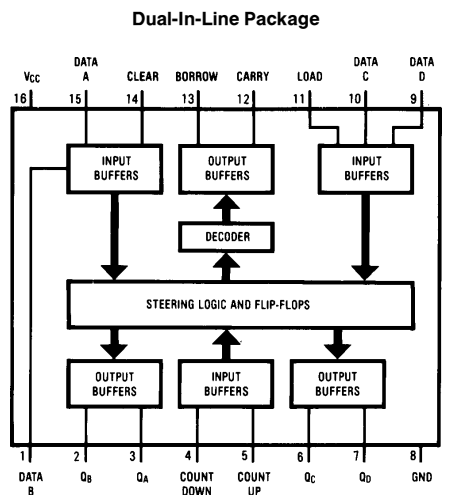 Dual-In-Line Package
DATA DATA DATA
VCC A CLEAR BORROW CARRY LOAD C D
16 15 14 13 12 11 10 9
INPUT OUTPUT INPUT
BUFFERS BUFFERS BUFFERS
DECODER
STEERING LOGIC AND FLIP-FLOPS
OUTPUT INPUT OUTPUT
BUFFERS BUFFERS BUFFERS
1 2 3 4 5 6 7 8
DATA QB QA COUNT COUNT QC QD GND
B DOWN UP